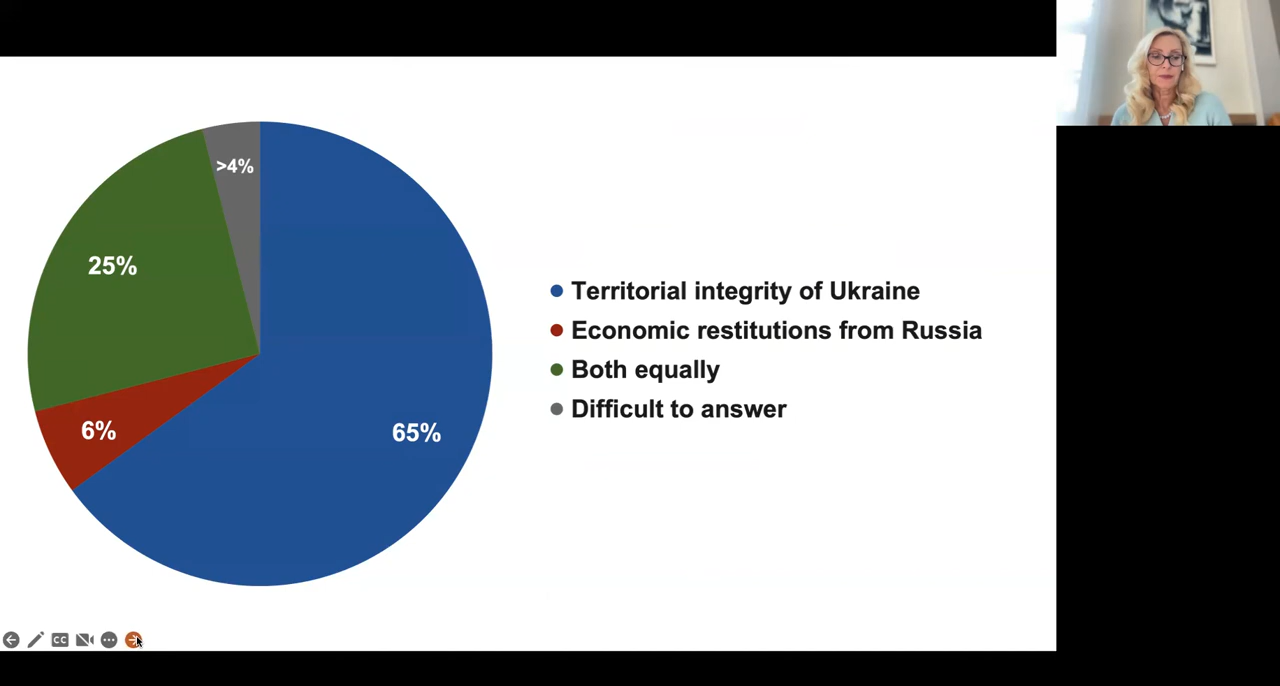 >4%
25%
6%
65%
Territorial integrity of Ukraine
Economic restitutions from Russia
Both equally
Difficult to answer
CC